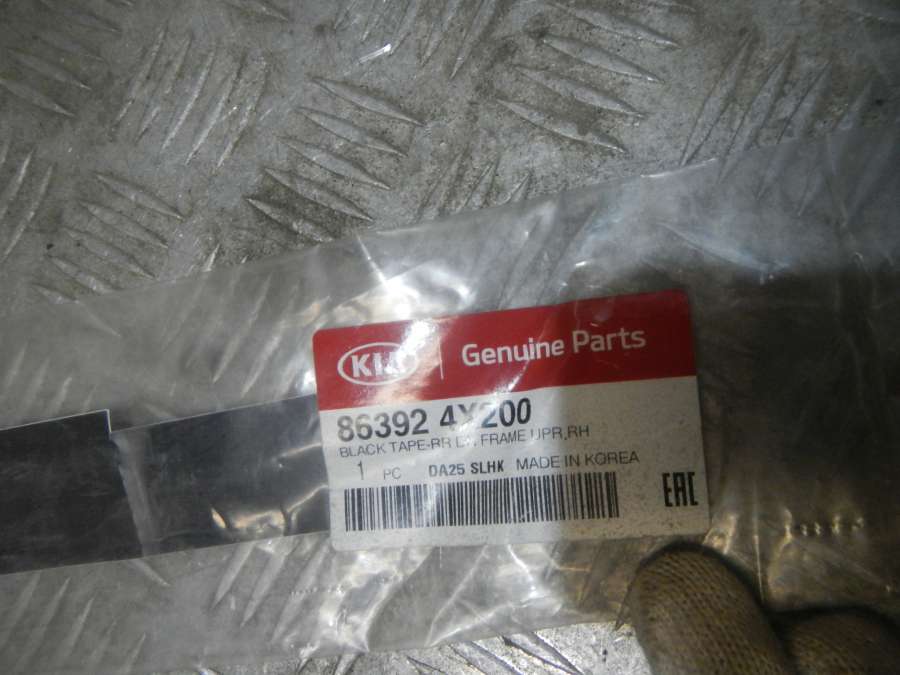 KIA Genuine Parts
86392 4X200
BLACK TAPE-RR DR FRAME UPR,RH
1 PC DA25 SLHK MADE IN KOREA
EAC